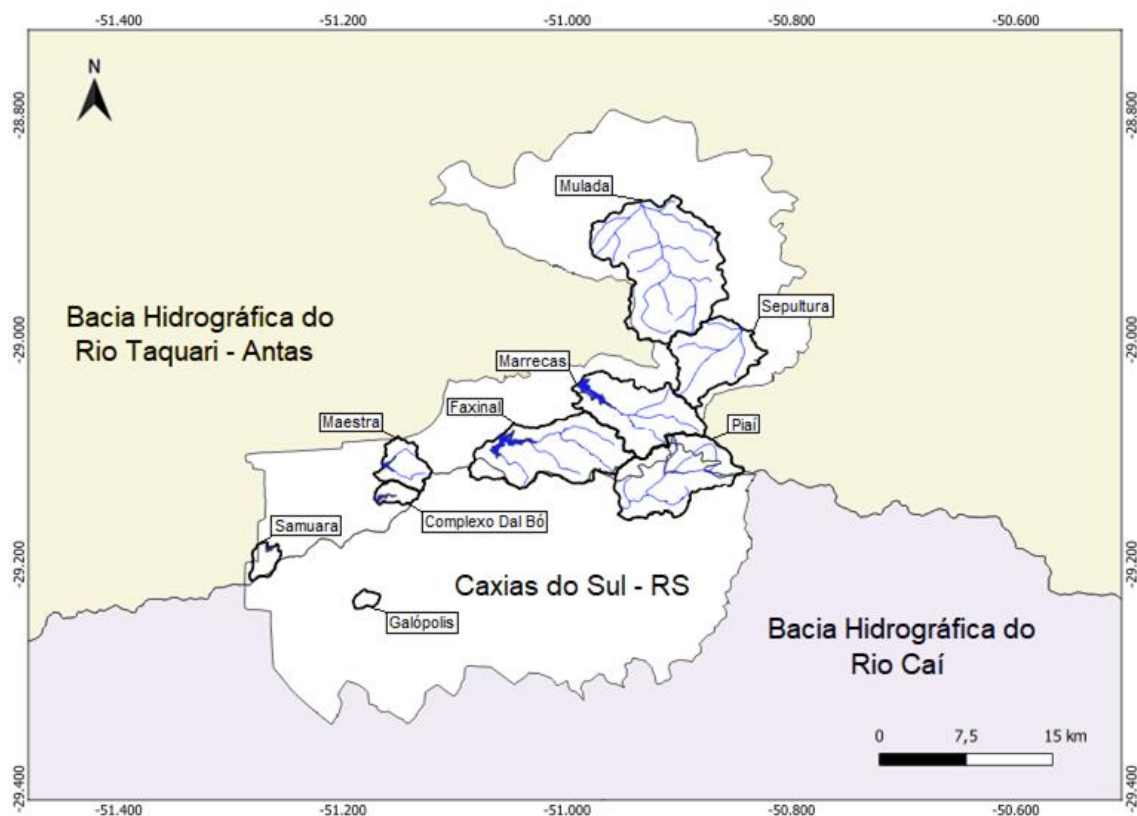 -51.400
-51.200
-51.000
-50.800
-50.600
N
-28.800
-28.800
Mulada
Bacia Hidrográfica do
Rio Taquari - Antas
Sepultura
-29.000
-29.000
Marrecas
Faxinal
Maestra
Piaí
Complexo Dal Bó
Samuara
-29.200
-29.200
Caxias do Sul - RS
Galópolis
Bacia Hidrográfica do
Rio Caí
0 7,5 15 km
-29.400
-29.400
-51.400
-51.200
-51.000
-50.800
-50.600